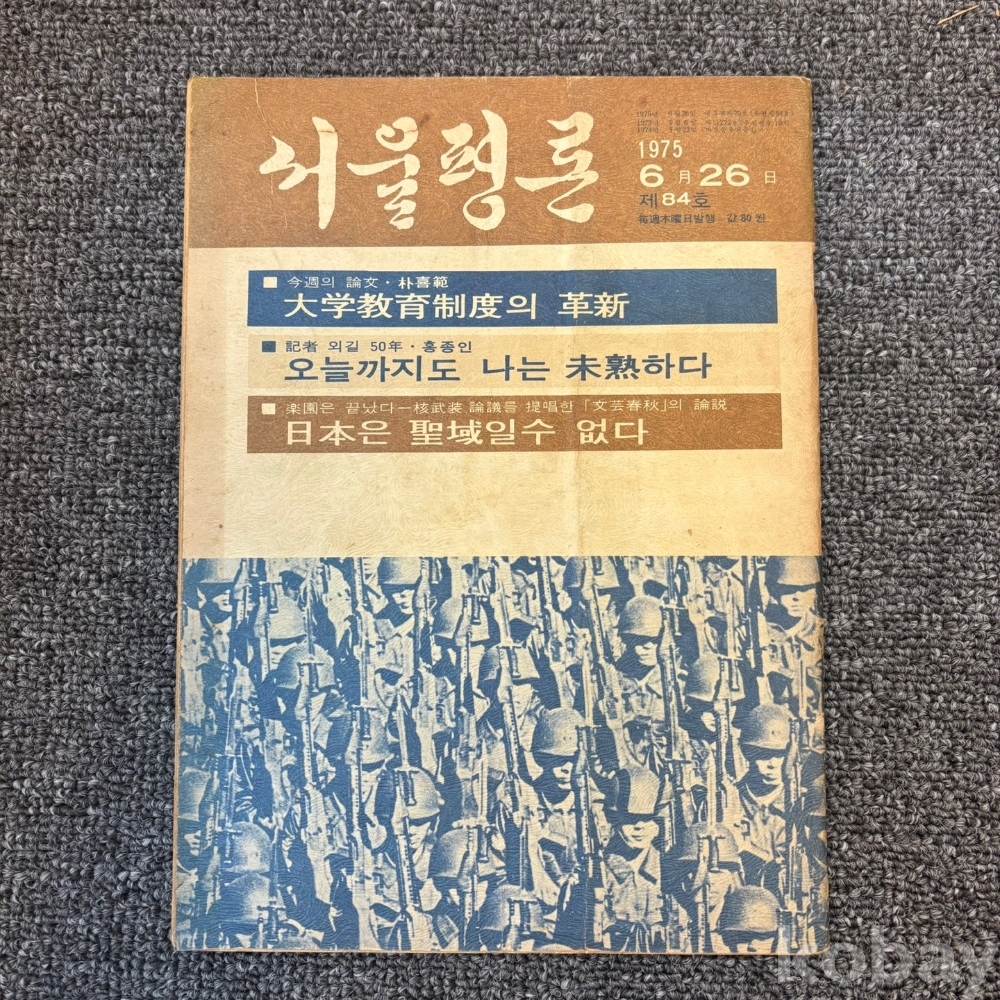 서울평론
1975
6月26日
제84호
每週木曜日발행 값 80원
■ 今週의 論文・朴喜範
大学教育制度의 革新
■ 記者 외길 50年・홍종인
오늘까지도 나는 未熟하다
■ 楽園은 끝났다―核武装 論議를 提唱한 「文芸春秋」의 論説
日本은 聖域일수 없다
kobay